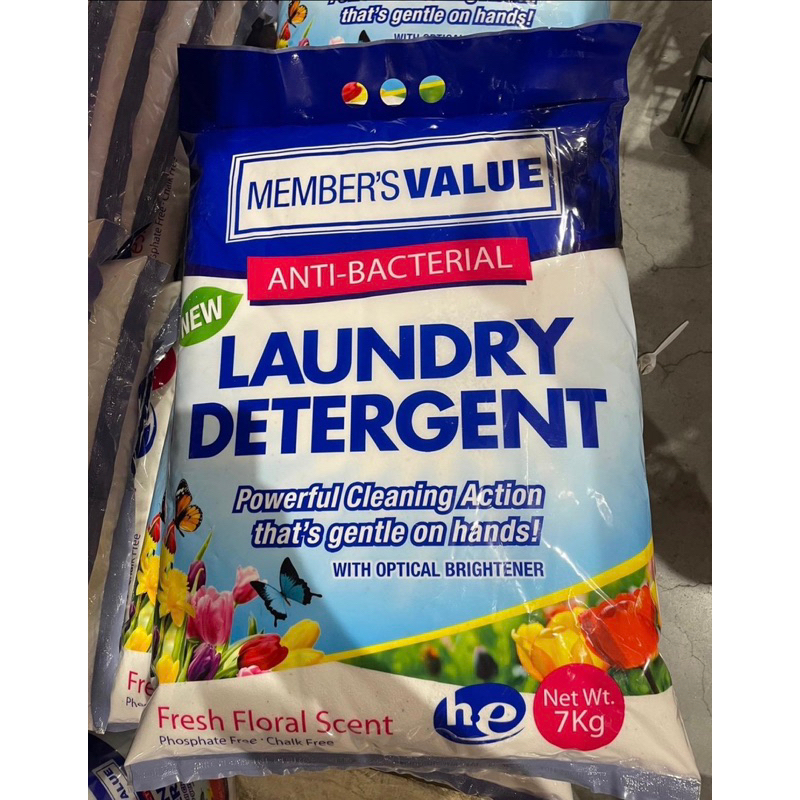 that's gentle on hands!
MEMBER'S VALUE
ANTI-BACTERIAL
NEW
LAUNDRY
DETERGENT
Powerful Cleaning Action
that's gentle on hands!
WITH OPTICAL BRIGHTENER
Fresh Floral Scent
Phosphate Free · Chalk Free
he
Net Wt.
7Kg
VALUE